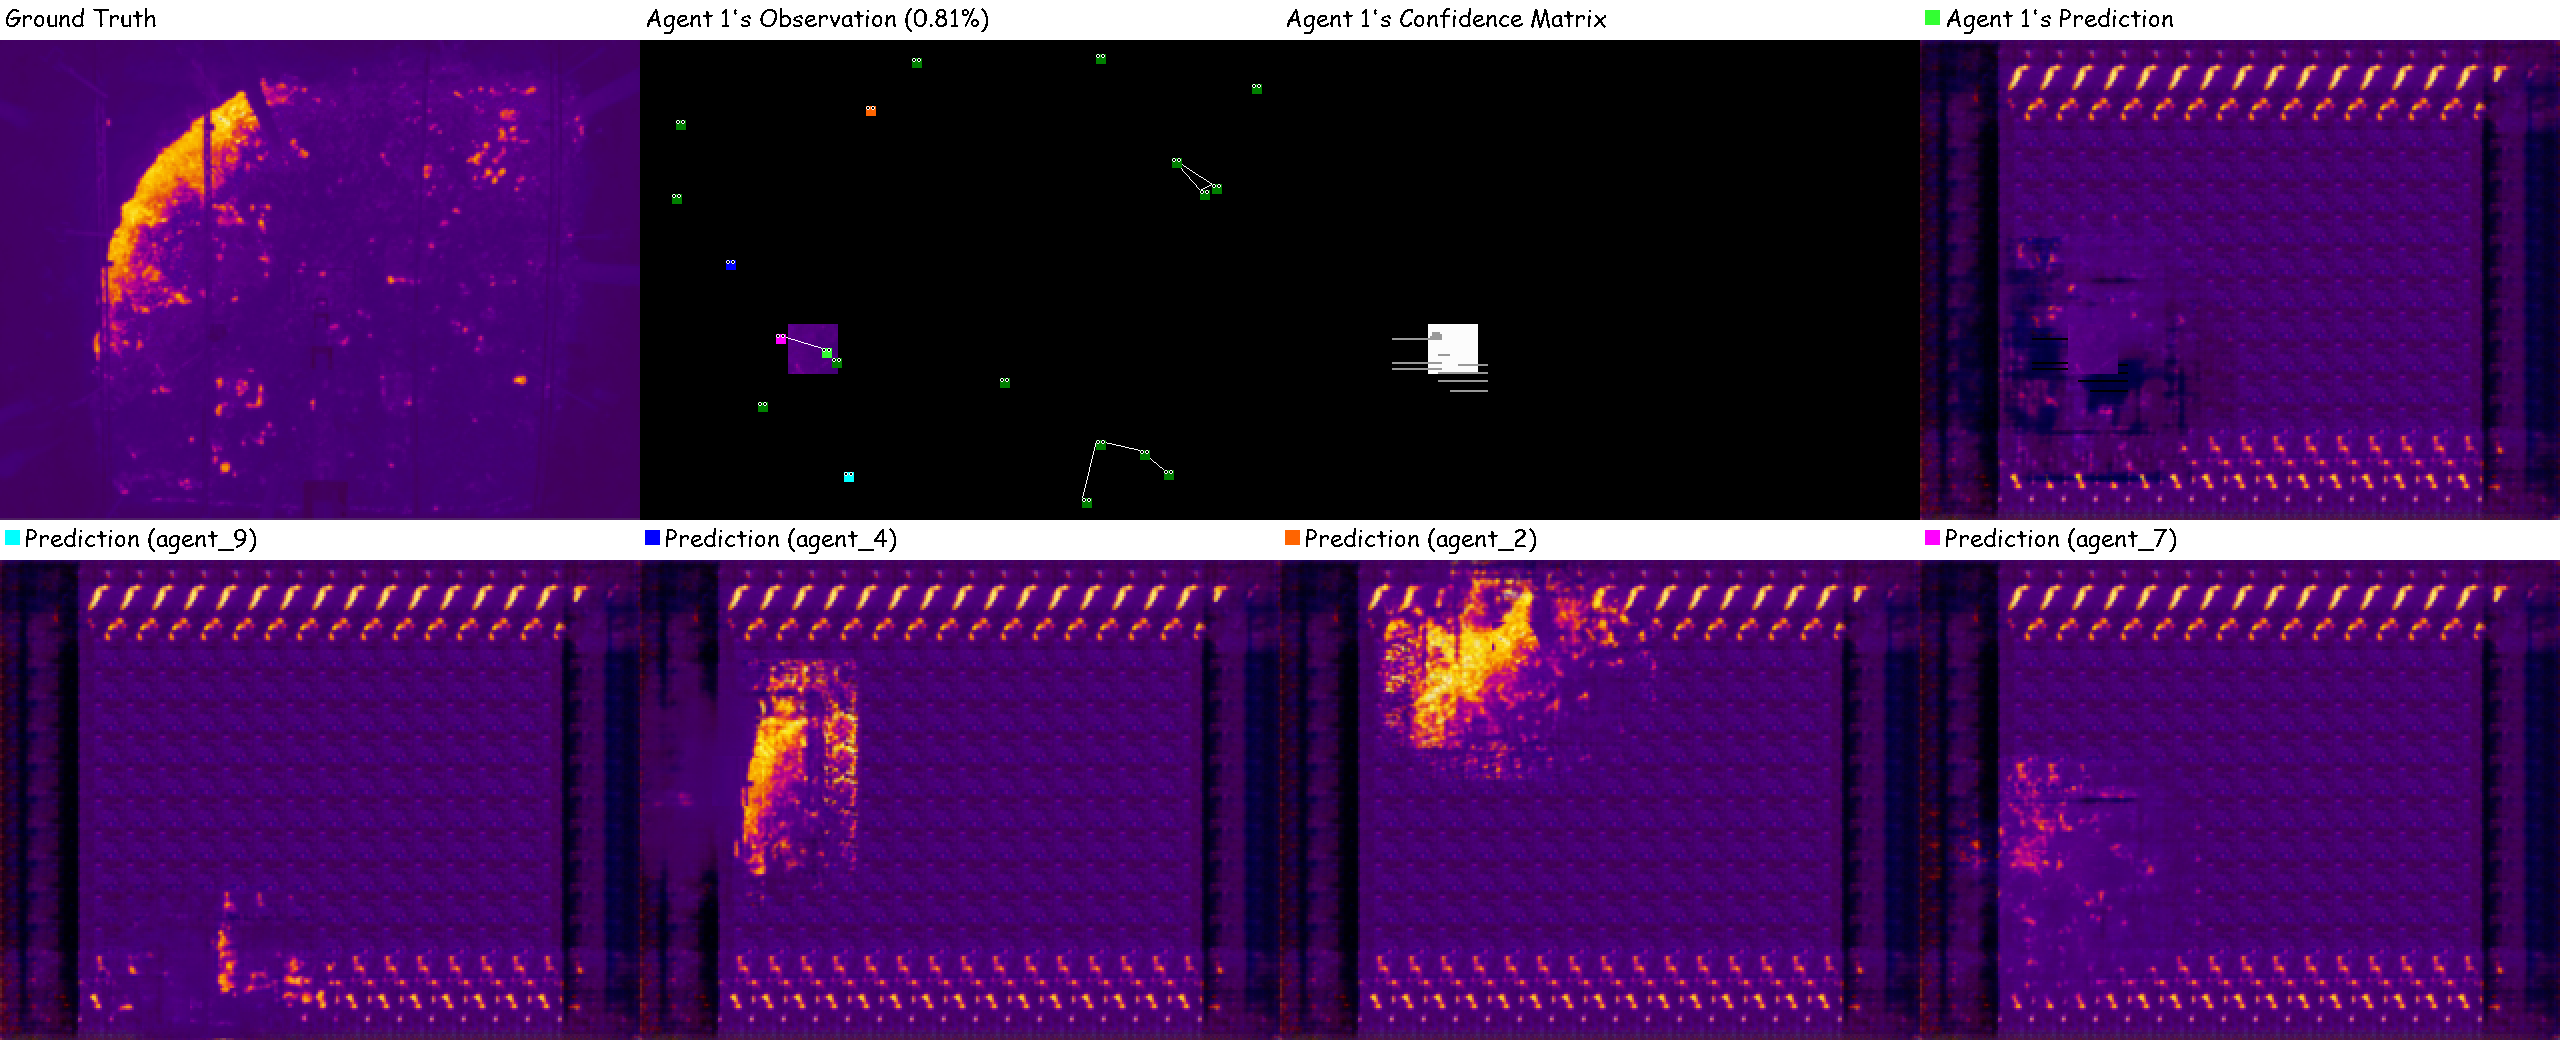 Ground Truth
Agent 1's Observation (0.81%)
Agent 1's Confidence Matrix
Agent 1's Prediction
Prediction (agent_9)
Prediction (agent_4)
Prediction (agent_2)
Prediction (agent_7)